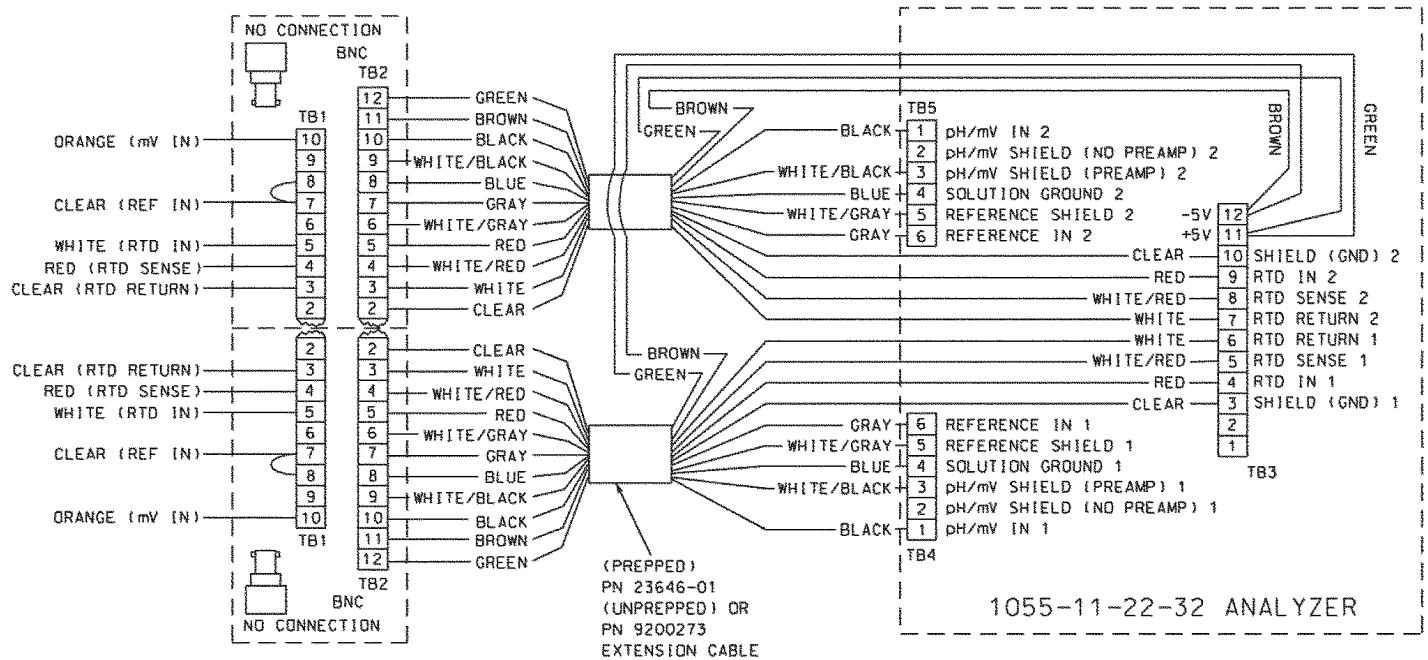 NO CONNECTION
BNC
TB2
TB1
12
11
10
9
8
7
6
5
4
3
2
10
9
8
7
6
5
4
3
2
ORANGE (mV IN)
CLEAR (REF IN)
WHITE (RTD IN)
RED (RTD SENSE)
CLEAR (RTD RETURN)
GREEN
BROWN
BLACK
WHITE/BLACK
BLUE
GRAY
WHITE/GRAY
RED
WHITE/RED
WHITE
CLEAR
CLEAR (RTD RETURN)
RED (RTD SENSE)
WHITE (RTD IN)
CLEAR (REF IN)
ORANGE (mV IN)
2
3
4
5
6
7
8
9
10
TB1
2
3
4
5
6
7
8
9
10
11
12
TB2
BNC
NO CONNECTION
CLEAR
WHITE
WHITE/RED
RED
WHITE/GRAY
GRAY
BLUE
WHITE/BLACK
BLACK
BROWN
GREEN
BROWN
GREEN
BROWN
GREEN
(PREPPED)
PN 23646-01
(UNPREPPED) OR
PN 9200273
EXTENSION CABLE
BROWN
GREEN
TB5
BLACK 1 pH/mV IN 2
2 pH/mV SHIELD (NO PREAMP) 2
WHITE/BLACK 3 pH/mV SHIELD (PREAMP) 2
BLUE 4 SOLUTION GROUND 2
WHITE/GRAY 5 REFERENCE SHIELD 2
GRAY 6 REFERENCE IN 2
-5V 12
+5V 11
CLEAR 10 SHIELD (GND) 2
RED 9 RTD IN 2
WHITE/RED 8 RTD SENSE 2
WHITE 7 RTD RETURN 2
WHITE 6 RTD RETURN 1
WHITE/RED 5 RTD SENSE 1
RED 4 RTD IN 1
CLEAR 3 SHIELD (GND) 1
2
1
TB3
GRAY 6 REFERENCE IN 1
WHITE/GRAY 5 REFERENCE SHIELD 1
BLUE 4 SOLUTION GROUND 1
WHITE/BLACK 3 pH/mV SHIELD (PREAMP) 1
2 pH/mV SHIELD (NO PREAMP) 1
BLACK 1 pH/mV IN 1
TB4
1055-11-22-32 ANALYZER